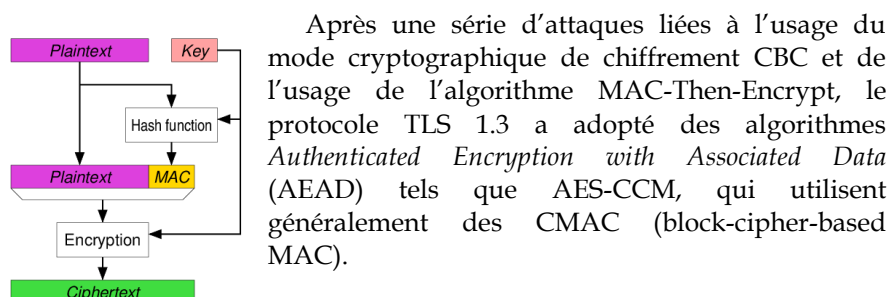 Plaintext
Key
Hash function
Plaintext
MAC
Encryption
Ciphertext
Après une série d’attaques liées à l’usage du
mode cryptographique de chiffrement CBC et de
l’usage de l’algorithme MAC-Then-Encrypt, le
protocole TLS 1.3 a adopté des algorithmes
Authenticated Encryption with Associated Data
(AEAD) tels que AES-CCM, qui utilisent
généralement des CMAC (block-cipher-based
MAC).